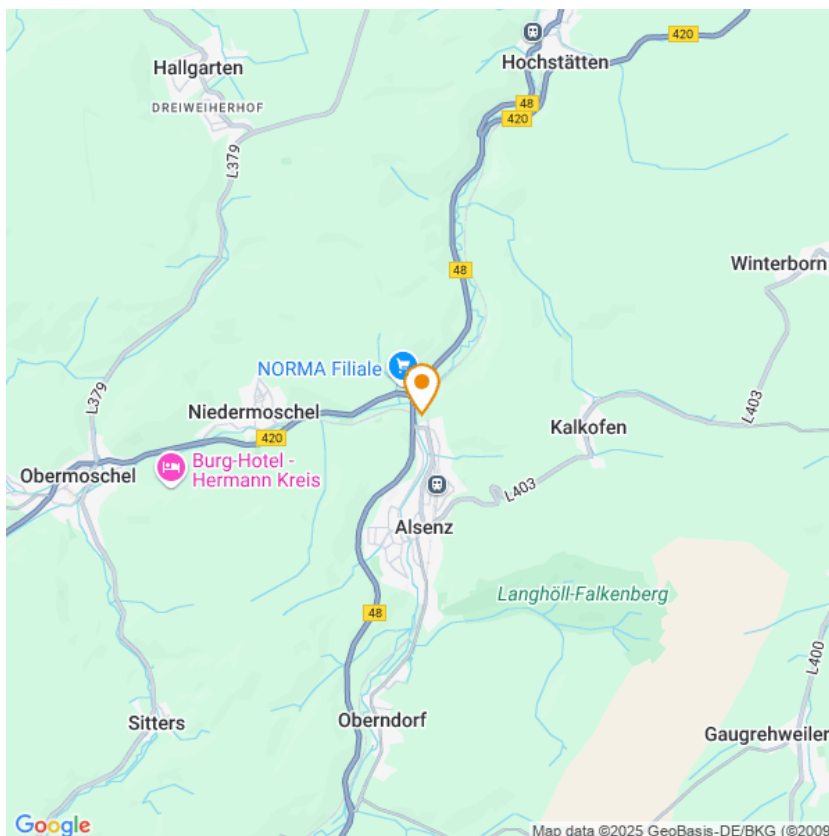 420
Hochstätten
Hallgarten
DREIWEIHERHOF
48
420
L379
Winterborn
48
NORMA Filiale
L379
Niedermoschel
L403
420
Kalkofen
Burg-Hotel -
Hermann Kreis
Obermoschel
L403
Alsenz
Langhöll-Falkenberg
48
L400
Sitters
Oberndorf
Gaugrehweiler
Google
Map data ©2025 GeoBasis-DE/BKG (©2009